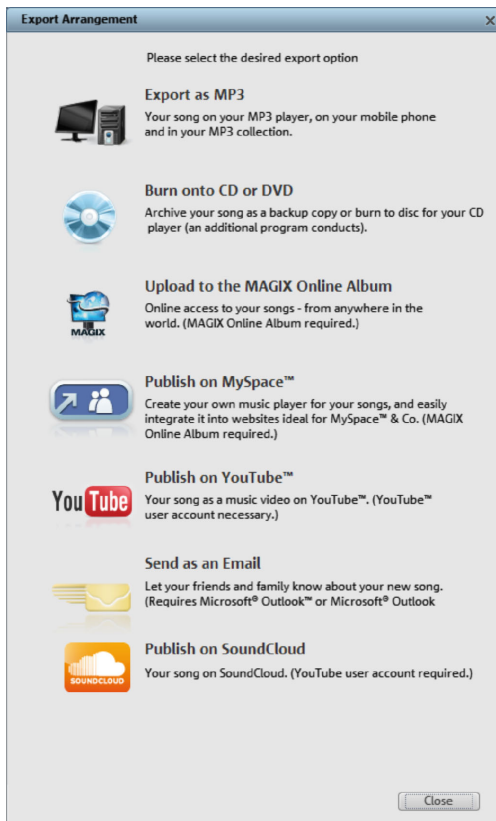 Export Arrangement
Please select the desired export option
Export as MP3
Your song on your MP3 player, on your mobile phone
and in your MP3 collection.
Burn onto CD or DVD
Archive your song as a backup copy or burn to disc for your CD
player (an additional program conducts).
Upload to the MAGIX Online Album
Online access to your songs - from anywhere in the
world. (MAGIX Online Album required.)
MAGIX
Publish on MySpace™
Create your own music player for your songs, and easily
integrate it into websites ideal for MySpace™ & Co. (MAGIX
Online Album required.)
Publish on YouTube™
YouTube
Your song as a music video on YouTube™. (YouTube™
user account necessary.)
Send as an Email
Let your friends and family know about your new song.
(Requires Microsoft® Outlook™ or Microsoft® Outlook
Publish on SoundCloud
SOUNDCLOUD
Your song on SoundCloud. (YouTube user account required.)
Close